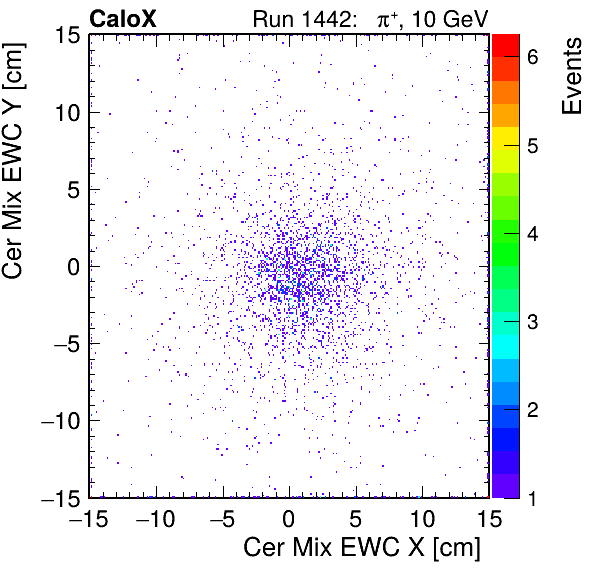 CaloX Run 1442: π⁺, 10 GeV
Cer Mix EWC Y [cm]
15
10
5
0
−5
−10
−15
−15 −10 −5 0 5 10 15
Cer Mix EWC X [cm]
Events
6
5
4
3
2
1